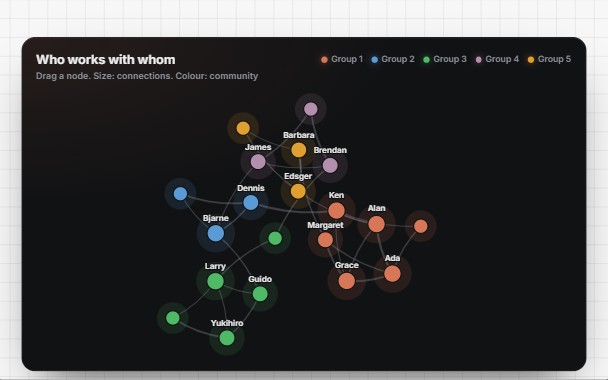 Who works with whom
Group 1 Group 2 Group 3 Group 4 Group 5
Drag a node. Size: connections. Colour: community
Barbara
James
Brendan
Edsger
Dennis
Ken
Alan
Bjarne
Margaret
Ada
Grace
Larry
Guido
Yukihiro